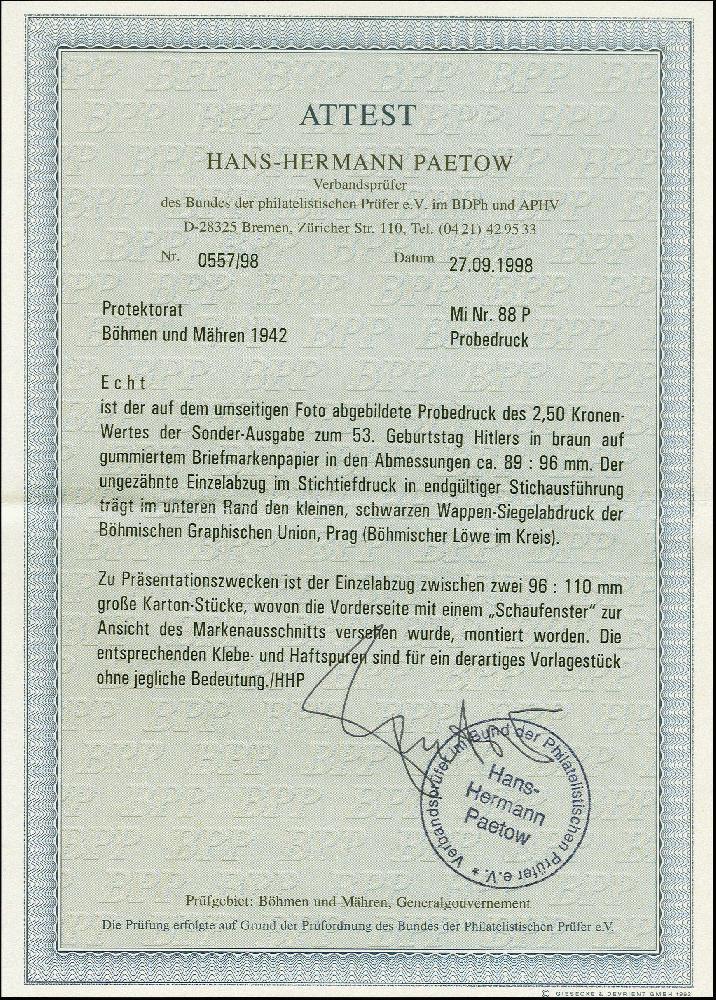 ATTEST
HANS-HERMANN PAETOW
Verbandsprüfer
des Bundes der philatelistischen Prüfer e.V. im BDPh und APHV
D-28325 Bremen, Züricher Str. 110, Tel. (04 21) 42 95 33
Nr. 0557/98 Datum 27.09.1998
Protektorat Mi Nr. 88 P
Böhmen und Mähren 1942 Probedruck
Echt
ist der auf dem umseitigen Foto abgebildete Probedruck des 2,50 Kronen-
Wertes der Sonder-Ausgabe zum 53. Geburtstag Hitlers in braun auf
gummiertem Briefmarkenpapier in den Abmessungen ca. 89 : 96 mm. Der
ungezähnte Einzelabzug im Stichtiefdruck in endgültiger Stichausführung
trägt im unteren Rand den kleinen, schwarzen Wappen-Siegelabdruck der
Böhmischen Graphischen Union, Prag (Böhmischer Löwe im Kreis).
Zu Präsentationszwecken ist der Einzelabzug zwischen zwei 96 : 110 mm
große Karton-Stücke, wovon die Vorderseite mit einem „Schaufenster“ zur
Ansicht des Markenausschnitts versehen wurde, montiert worden. Die
entsprechenden Klebe- und Haftspuren sind für ein derartiges Vorlagestück
ohne jegliche Bedeutung./HHP
Verbandsprüfer im Bund der Philatelistischen Prüfer e.V. *
Hans-
Hermann
Paetow
Prüfgebiet: Böhmen und Mähren, Generalgouvernement
Die Prüfung erfolgte auf Grund der Prüfordnung des Bundes der Philatelistischen Prüfer e.V.
© GIESECKE & DEVRIENT GMBH 1992